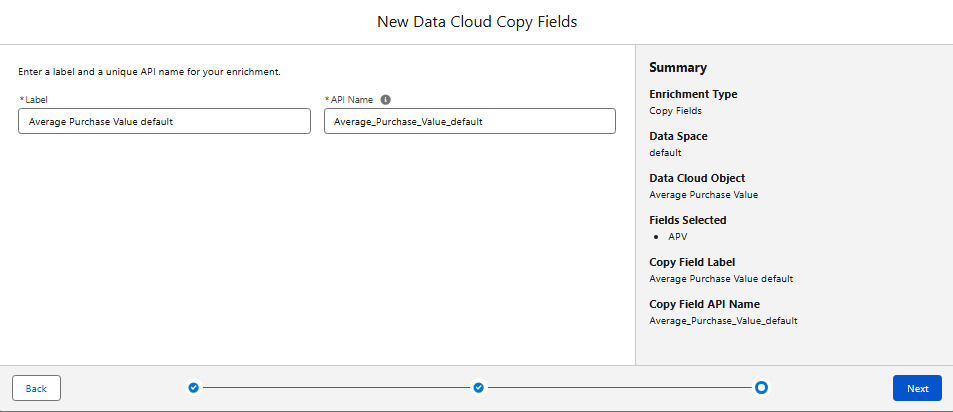 New Data Cloud Copy Fields
Enter a label and a unique API name for your enrichment.
*Label
Average Purchase Value default
*API Name
Average_Purchase_Value_default
Summary
Enrichment Type
Copy Fields
Data Space
default
Data Cloud Object
Average Purchase Value
Fields Selected
• APV
Copy Field Label
Average Purchase Value default
Copy Field API Name
Average_Purchase_Value_default
Back
Next